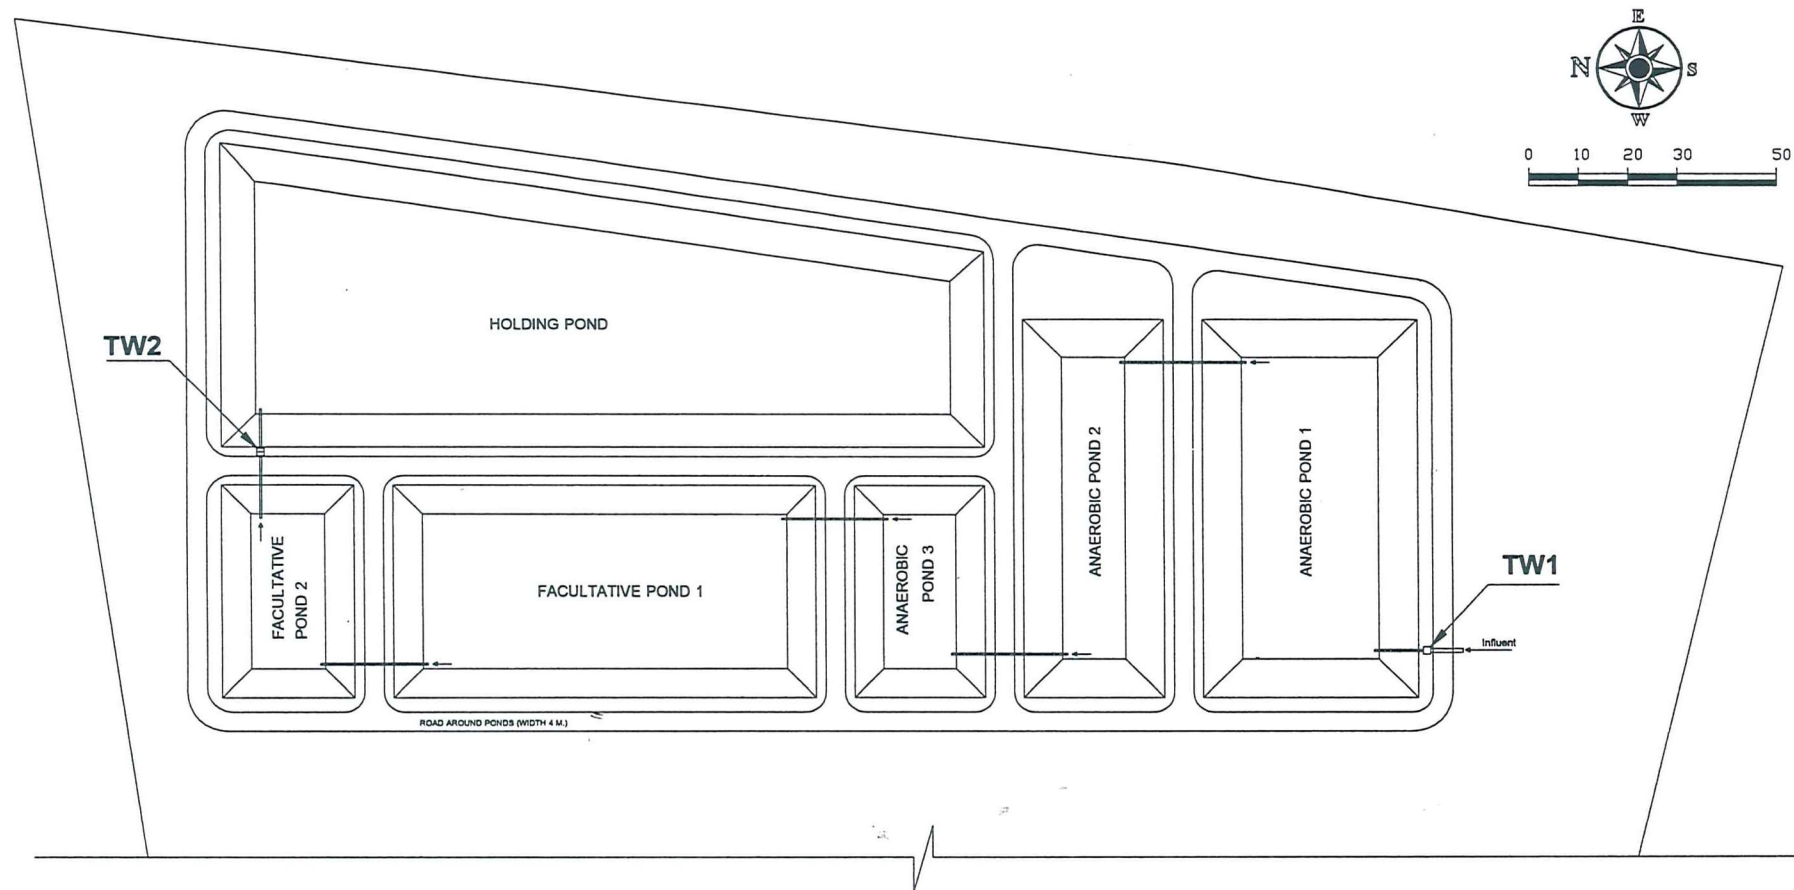 E
N
S
W
0 10 20 30 50
HOLDING POND
TW2
ANAEROBIC POND 2
ANAEROBIC POND 1
FACULTATIVE
POND 2
FACULTATIVE POND 1
ANAEROBIC
POND 3
TW1
Influent
ROAD AROUND PONDS (WIDTH 4 M.)